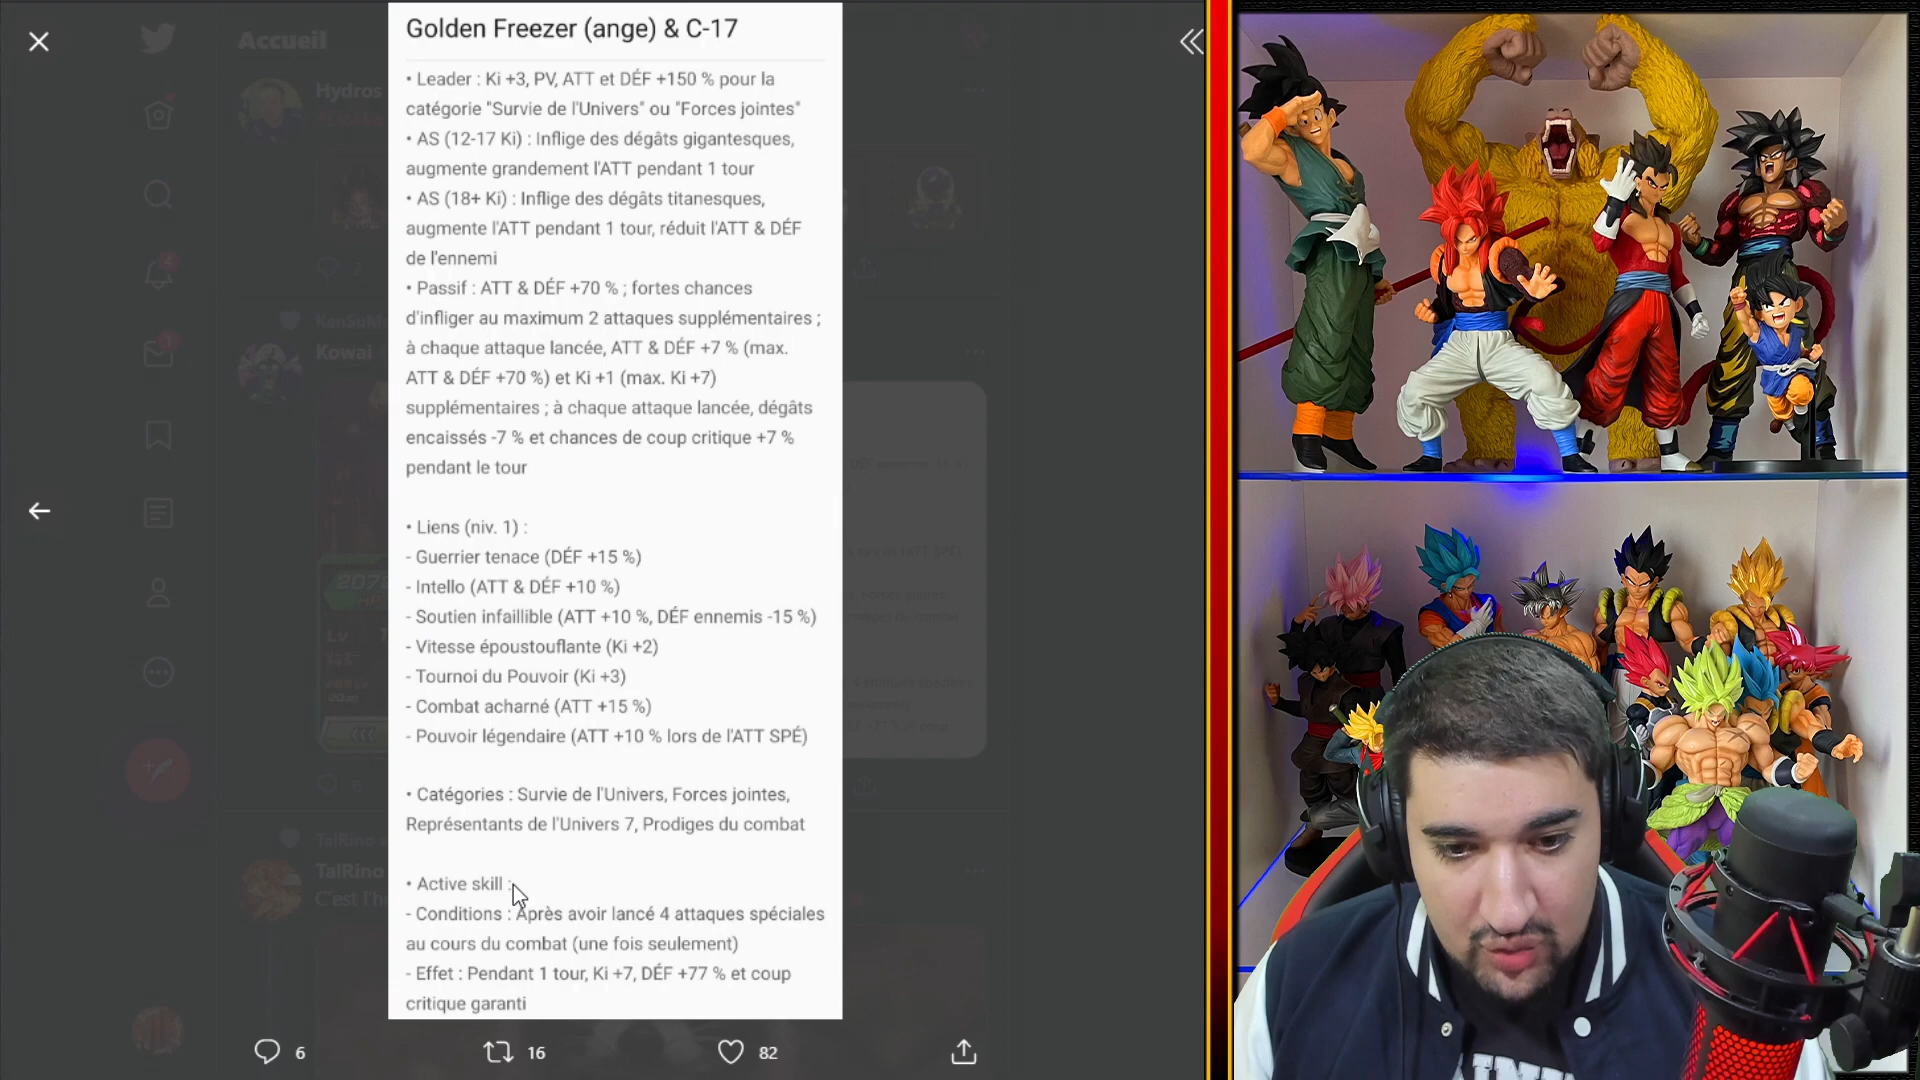 Golden Freezer (ange) & C-17
• Leader : Ki +3, PV, ATT et DÉF +150 % pour la
catégorie "Survie de l'Univers" ou "Forces jointes"
• AS (12-17 Ki) : Inflige des dégâts gigantesques,
augmente grandement l'ATT pendant 1 tour
• AS (18+ Ki) : Inflige des dégâts titanesques,
augmente l'ATT pendant 1 tour, réduit l'ATT & DÉF
de l'ennemi
• Passif : ATT & DÉF +70 % ; fortes chances
d'infliger au maximum 2 attaques supplémentaires ;
à chaque attaque lancée, ATT & DÉF +7 % (max.
ATT & DÉF +70 %) et Ki +1 (max. Ki +7)
supplémentaires ; à chaque attaque lancée, dégâts
encaissés -7 % et chances de coup critique +7 %
pendant le tour
• Liens (niv. 1) :
- Guerrier tenace (DÉF +15 %)
- Intello (ATT & DÉF +10 %)
- Soutien infaillible (ATT +10 %, DÉF ennemis -15 %)
- Vitesse époustouflante (Ki +2)
- Tournoi du Pouvoir (Ki +3)
- Combat acharné (ATT +15 %)
- Pouvoir légendaire (ATT +10 % lors de l'ATT SPÉ)
• Catégories : Survie de l'Univers, Forces jointes,
Représentants de l'Univers 7, Prodiges du combat
• Active skill :
- Conditions : Après avoir lancé 4 attaques spéciales
au cours du combat (une fois seulement)
- Effet : Pendant 1 tour, Ki +7, DÉF +77 % et coup
critique garanti
6 16 82
Accueil
Hydros
KenSuM
Kowai
TalRino
TalRino
C'est l'h